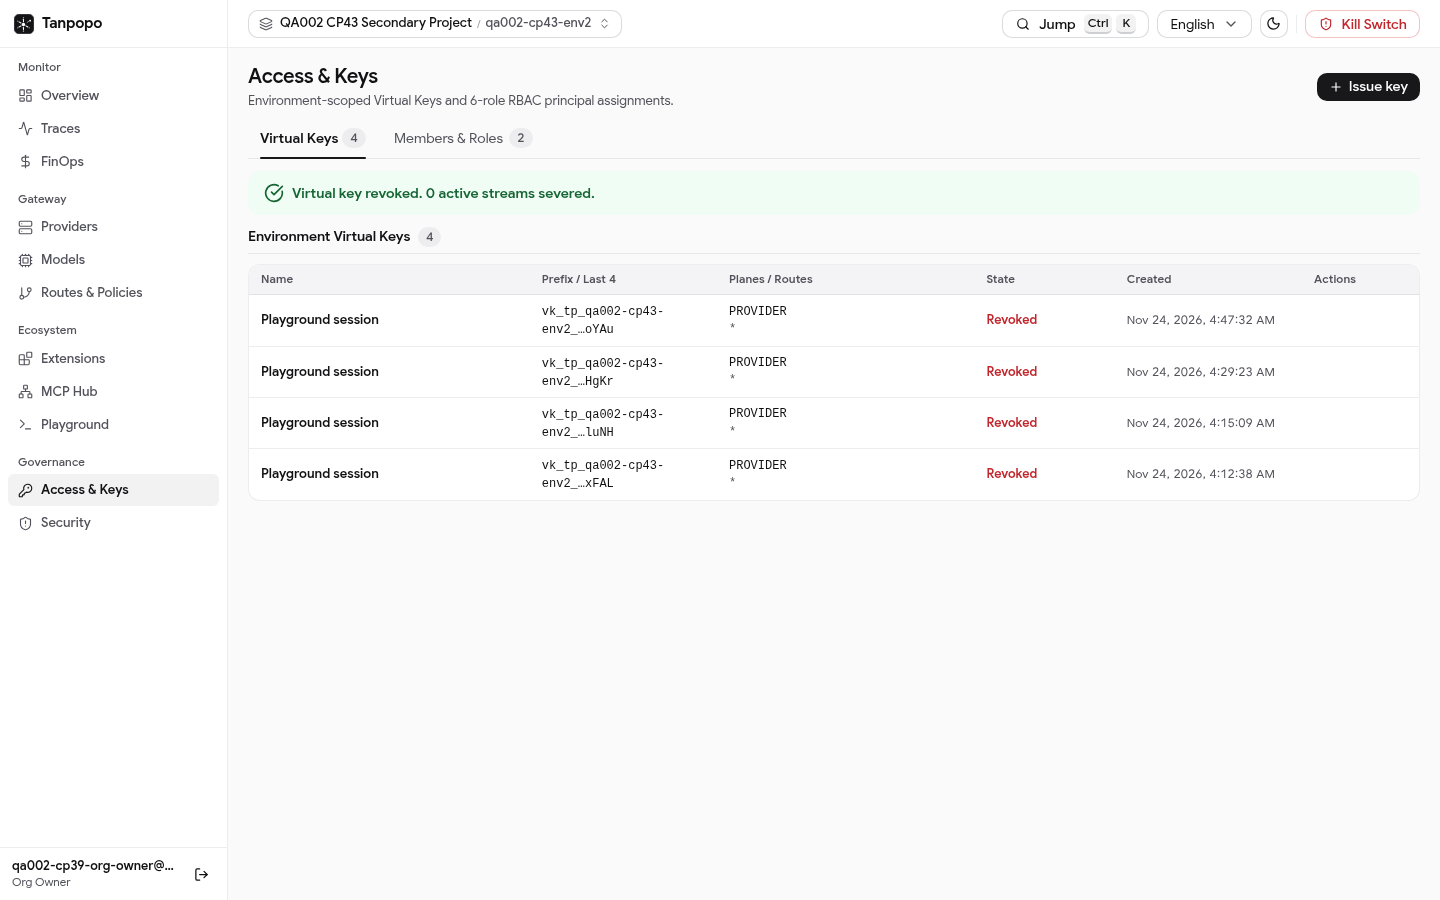 Tanpopo
QA002 CP43 Secondary Project / qa002-cp43-env2
Jump Ctrl K
English
Kill Switch
Monitor
Overview
Traces
FinOps
Gateway
Providers
Models
Routes & Policies
Ecosystem
Extensions
MCP Hub
Playground
Governance
Access & Keys
Security
qa002-cp39-org-owner@...
Org Owner
Access & Keys
Environment-scoped Virtual Keys and 6-role RBAC principal assignments.
+ Issue key
Virtual Keys 4 Members & Roles 2
Virtual key revoked. 0 active streams severed.
Environment Virtual Keys 4
Name Prefix / Last 4 Planes / Routes State Created Actions
Playground session vk_tp_qa002-cp43-env2_…oYAu PROVIDER * Revoked Nov 24, 2026, 4:47:32 AM
Playground session vk_tp_qa002-cp43-env2_…HgKr PROVIDER * Revoked Nov 24, 2026, 4:29:23 AM
Playground session vk_tp_qa002-cp43-env2_…luNH PROVIDER * Revoked Nov 24, 2026, 4:15:09 AM
Playground session vk_tp_qa002-cp43-env2_…xFAL PROVIDER * Revoked Nov 24, 2026, 4:12:38 AM